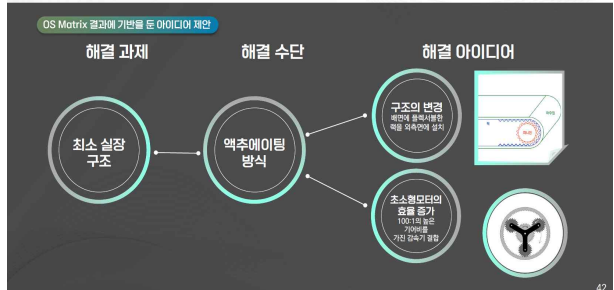 OS Matrix 결과에 기반을 둔 아이디어 제안
해결 과제
해결 수단
해결 아이디어
최소 실장
구조
액추에이팅
방식
구조의 변경
배면에 플렉서블한
랙을 외측면에 설치
초소형모터의
효율 증가
100:1의 높은
기어비를
가진 감속기 결합
42